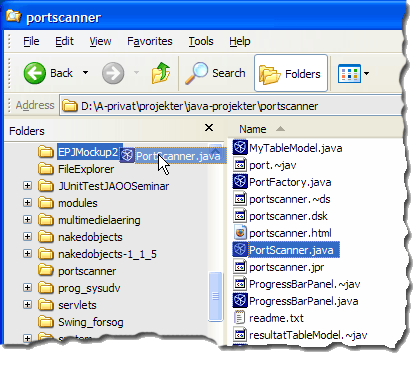 portscanner
File Edit View Favorites Tools Help
Back Search Folders
Address D:\A-privat\projekter\java-projekter\portscanner
Folders
EPJMockup2
PortScanner.java
FileExplorer
JUnitTestJAOOSeminar
modules
multimedielaering
nakedobjects
nakedobjects-1_1_5
portscanner
prog_sysudv
servlets
Swing_forsog
system
Name
MyTableModel.java
port.~jav
PortFactory.java
portscanner.~ds
portscanner.dsk
portscanner.html
PortScanner.java
portscanner.jpr
ProgressBarPanel.~jav
ProgressBarPanel.java
readme.txt
resultatTableModel.~jav